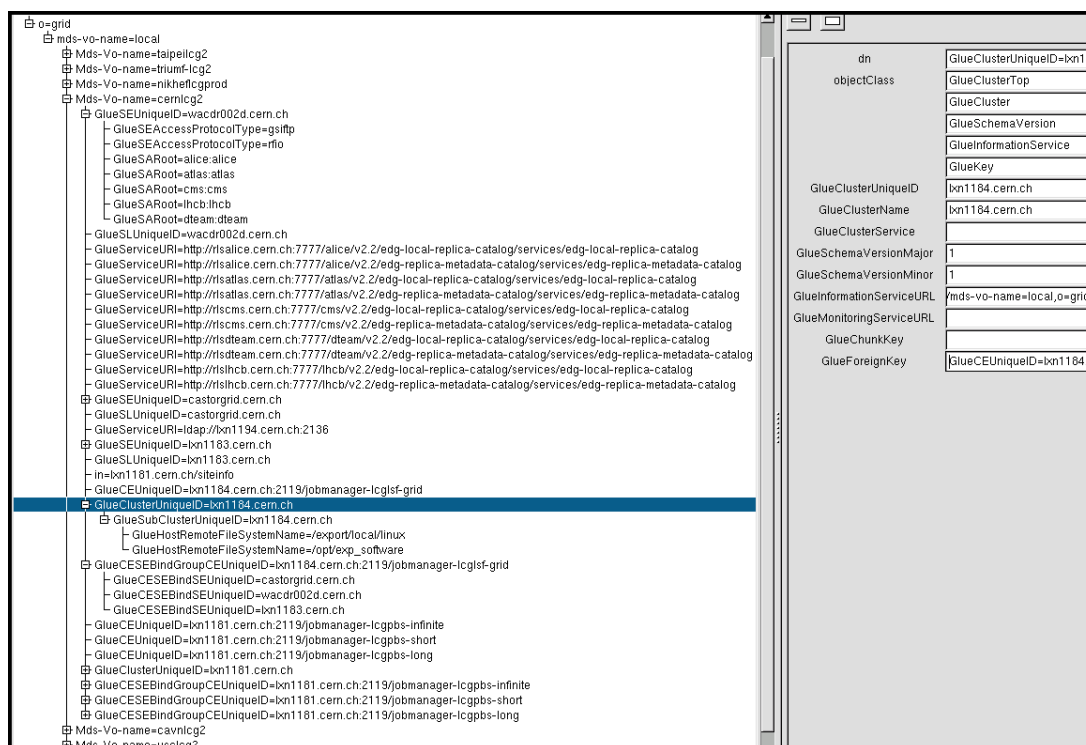 o=grid
mds-vo-name=local
Mds-Vo-name=taipeilcg2
Mds-Vo-name=triumf-lcg2
Mds-Vo-name=nikheflcgprod
Mds-Vo-name=cernlcg2
GlueSEUniqueID=wacdr002d.cern.ch
GlueSEAccessProtocolType=gsiftp
GlueSEAccessProtocolType=rfio
GlueSARoot=alice:alice
GlueSARoot=atlas:atlas
GlueSARoot=cms:cms
GlueSARoot=lhcb:lhcb
GlueSARoot=dteam:dteam
GlueSLUniqueID=wacdr002d.cern.ch
GlueServiceURI=http://rlsalice.cern.ch:7777/alice/v2.2/edg-local-replica-catalog/services/edg-local-replica-catalog
GlueServiceURI=http://rlsalice.cern.ch:7777/alice/v2.2/edg-replica-metadata-catalog/services/edg-replica-metadata-catalog
GlueServiceURI=http://rlsatlas.cern.ch:7777/atlas/v2.2/edg-local-replica-catalog/services/edg-local-replica-catalog
GlueServiceURI=http://rlsatlas.cern.ch:7777/atlas/v2.2/edg-replica-metadata-catalog/services/edg-replica-metadata-catalog
GlueServiceURI=http://rlscms.cern.ch:7777/cms/v2.2/edg-local-replica-catalog/services/edg-local-replica-catalog
GlueServiceURI=http://rlscms.cern.ch:7777/cms/v2.2/edg-replica-metadata-catalog/services/edg-replica-metadata-catalog
GlueServiceURI=http://rlsdteam.cern.ch:7777/dteam/v2.2/edg-local-replica-catalog/services/edg-local-replica-catalog
GlueServiceURI=http://rlsdteam.cern.ch:7777/dteam/v2.2/edg-replica-metadata-catalog/services/edg-replica-metadata-catalog
GlueServiceURI=http://rlslhcb.cern.ch:7777/lhcb/v2.2/edg-local-replica-catalog/services/edg-local-replica-catalog
GlueServiceURI=http://rlslhcb.cern.ch:7777/lhcb/v2.2/edg-replica-metadata-catalog/services/edg-replica-metadata-catalog
GlueSEUniqueID=castorgrid.cern.ch
GlueSLUniqueID=castorgrid.cern.ch
GlueServiceURI=ldap://lxn1194.cern.ch:2136
GlueSEUniqueID=lxn1183.cern.ch
GlueSLUniqueID=lxn1183.cern.ch
in=lxn1181.cern.ch/siteinfo
GlueCEUniqueID=lxn1184.cern.ch:2119/jobmanager-lcglsf-grid
GlueClusterUniqueID=lxn1184.cern.ch
GlueSubClusterUniqueID=lxn1184.cern.ch
GlueHostRemoteFileSystemName=/export/local/linux
GlueHostRemoteFileSystemName=/opt/exp_software
GlueCESEBindGroupCEUniqueID=lxn1184.cern.ch:2119/jobmanager-lcglsf-grid
GlueCESEBindSEUniqueID=castorgrid.cern.ch
GlueCESEBindSEUniqueID=wacdr002d.cern.ch
GlueCESEBindSEUniqueID=lxn1183.cern.ch
GlueCEUniqueID=lxn1181.cern.ch:2119/jobmanager-lcgpbs-infinite
GlueCEUniqueID=lxn1181.cern.ch:2119/jobmanager-lcgpbs-short
GlueCEUniqueID=lxn1181.cern.ch:2119/jobmanager-lcgpbs-long
GlueClusterUniqueID=lxn1181.cern.ch
GlueCESEBindGroupCEUniqueID=lxn1181.cern.ch:2119/jobmanager-lcgpbs-infinite
GlueCESEBindGroupCEUniqueID=lxn1181.cern.ch:2119/jobmanager-lcgpbs-short
GlueCESEBindGroupCEUniqueID=lxn1181.cern.ch:2119/jobmanager-lcgpbs-long
Mds-Vo-name=cavnlcg2
dn GlueClusterUniqueID=lxn1
objectClass GlueClusterTop
GlueCluster
GlueSchemaVersion
GlueInformationService
GlueKey
GlueClusterUniqueID lxn1184.cern.ch
GlueClusterName lxn1184.cern.ch
GlueClusterService
GlueSchemaVersionMajor 1
GlueSchemaVersionMinor 1
GlueInformationServiceURL /mds-vo-name=local,o=grid
GlueMonitoringServiceURL
GlueChunkKey
GlueForeignKey GlueCEUniqueID=lxn1184